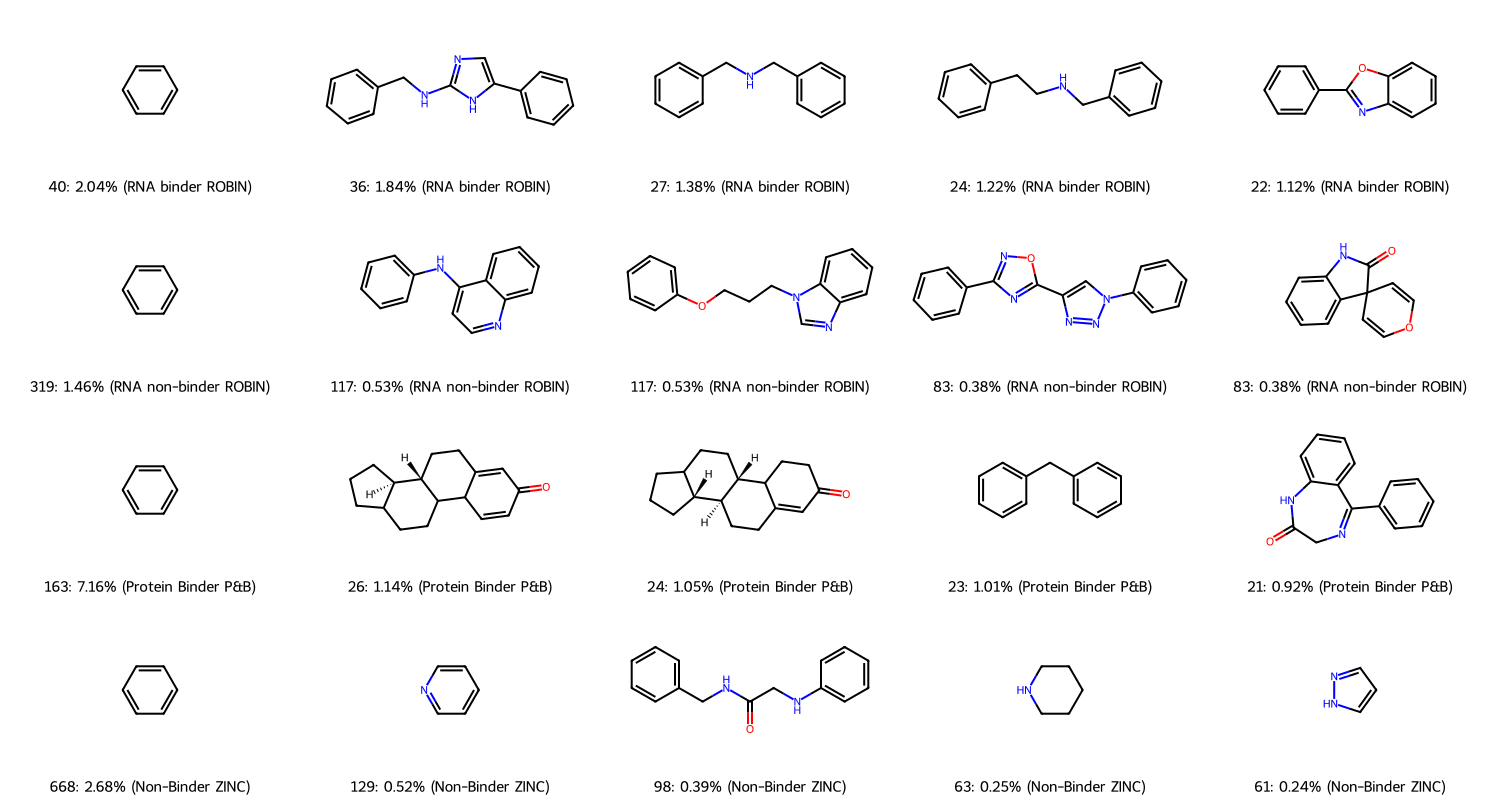 N
N
H
N
H
N
H
N
H
O
N
40: 2.04% (RNA binder ROBIN)
36: 1.84% (RNA binder ROBIN)
27: 1.38% (RNA binder ROBIN)
24: 1.22% (RNA binder ROBIN)
22: 1.12% (RNA binder ROBIN)
H
N
N
O
N
N
N
O
N
N
N
N
H
N
O
O
319: 1.46% (RNA non-binder ROBIN)
117: 0.53% (RNA non-binder ROBIN)
117: 0.53% (RNA non-binder ROBIN)
83: 0.38% (RNA non-binder ROBIN)
83: 0.38% (RNA non-binder ROBIN)
H
H
O
H
H
H
O
HN
O
N
163: 7.16% (Protein Binder P&B)
26: 1.14% (Protein Binder P&B)
24: 1.05% (Protein Binder P&B)
23: 1.01% (Protein Binder P&B)
21: 0.92% (Protein Binder P&B)
N
H
N
O
N
H
HN
N
HN
668: 2.68% (Non-Binder ZINC)
129: 0.52% (Non-Binder ZINC)
98: 0.39% (Non-Binder ZINC)
63: 0.25% (Non-Binder ZINC)
61: 0.24% (Non-Binder ZINC)